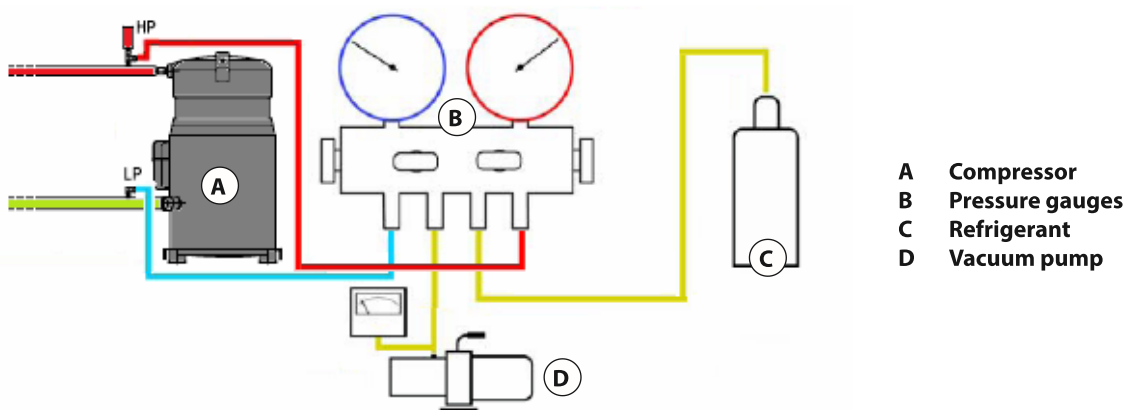 HP
B
LP
A
C
D
A Compressor
B Pressure gauges
C Refrigerant
D Vacuum pump